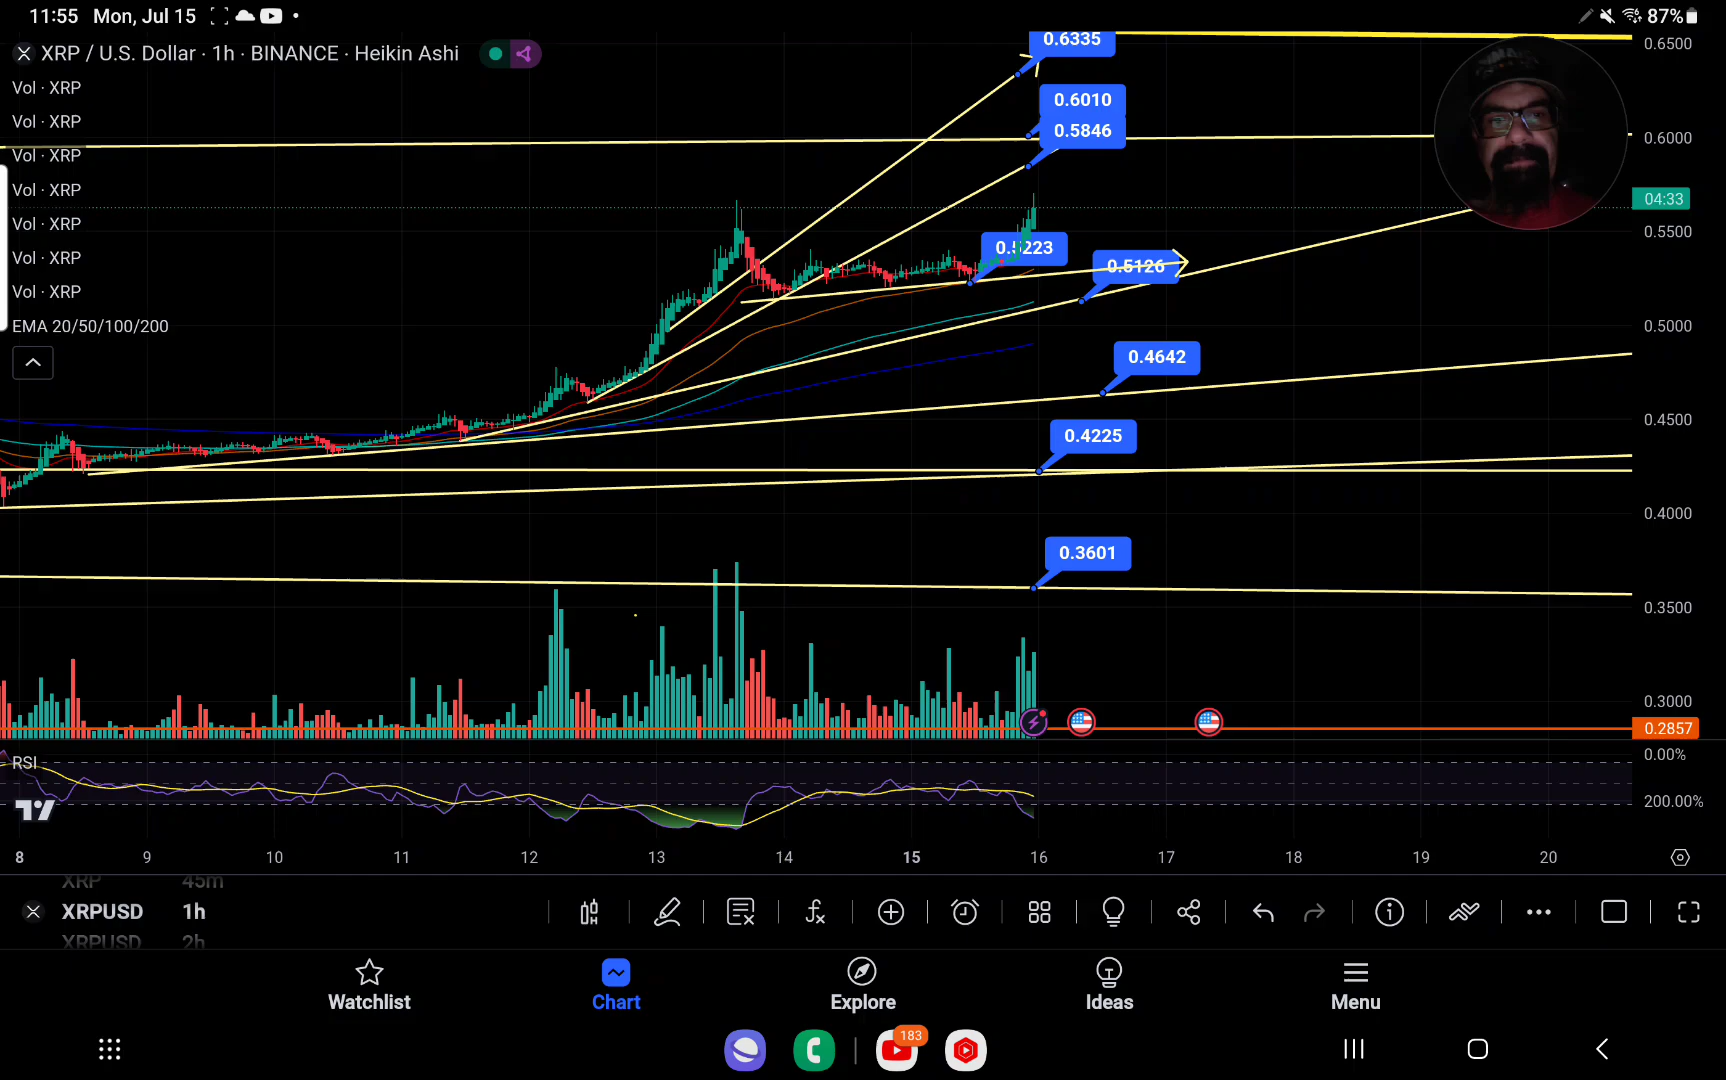 11:55 Mon, Jul 15
87%
XRP / U.S. Dollar · 1h · BINANCE · Heikin Ashi
Vol · XRP
Vol · XRP
Vol · XRP
Vol · XRP
Vol · XRP
Vol · XRP
Vol · XRP
EMA 20/50/100/200
0.6335
0.6010
0.5846
0.5223
0.5126
0.4642
0.4225
0.3601
0.6500
0.6000
04:33
0.5500
0.5000
0.4500
0.4000
0.3500
0.3000
0.2857
0.00%
200.00%
RSI
8 9 10 11 12 13 14 15 16 17 18 19 20
XRP 45m
XRPUSD 1h
XRPUSD 2h
Watchlist
Chart
Explore
Ideas
Menu
183